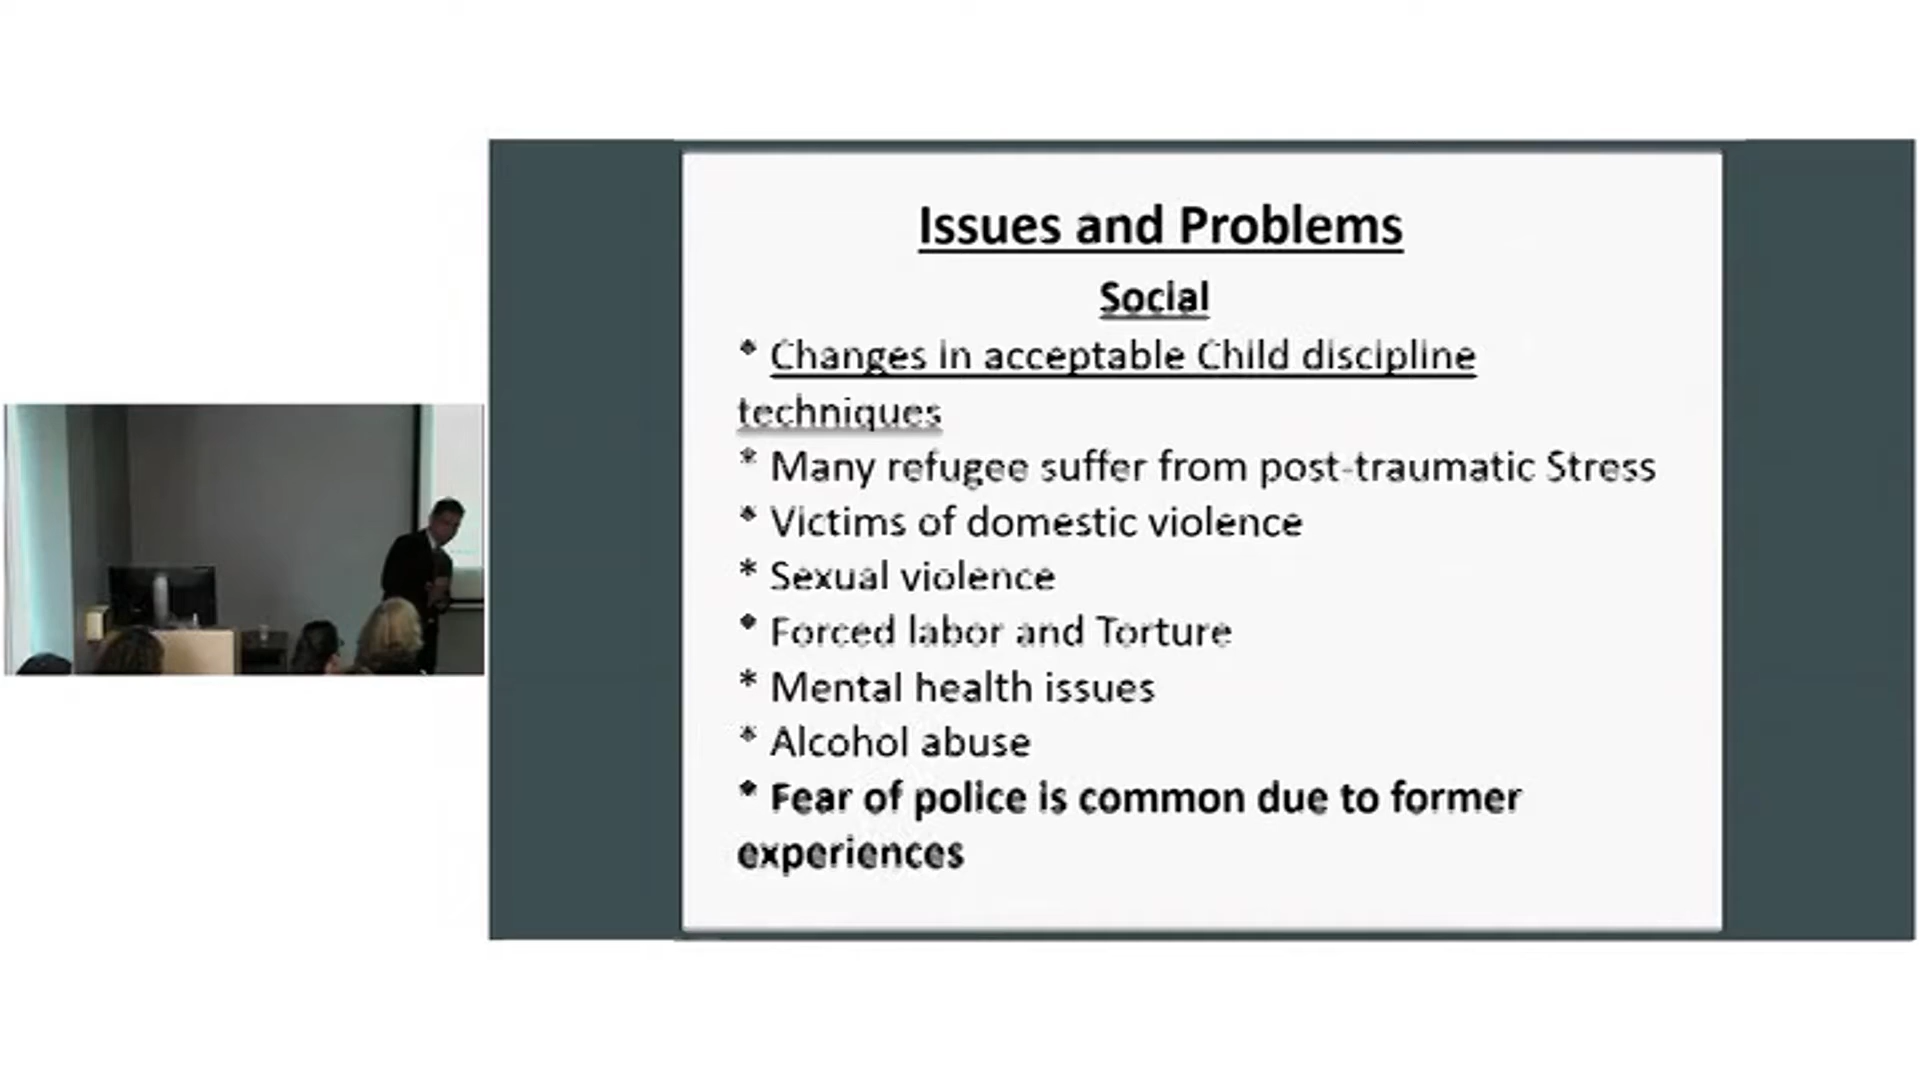 Issues and Problems
Social
* Changes in acceptable Child discipline
techniques
* Many refugee suffer from post-traumatic Stress
* Victims of domestic violence
* Sexual violence
* Forced labor and Torture
* Mental health issues
* Alcohol abuse
* Fear of police is common due to former
experiences